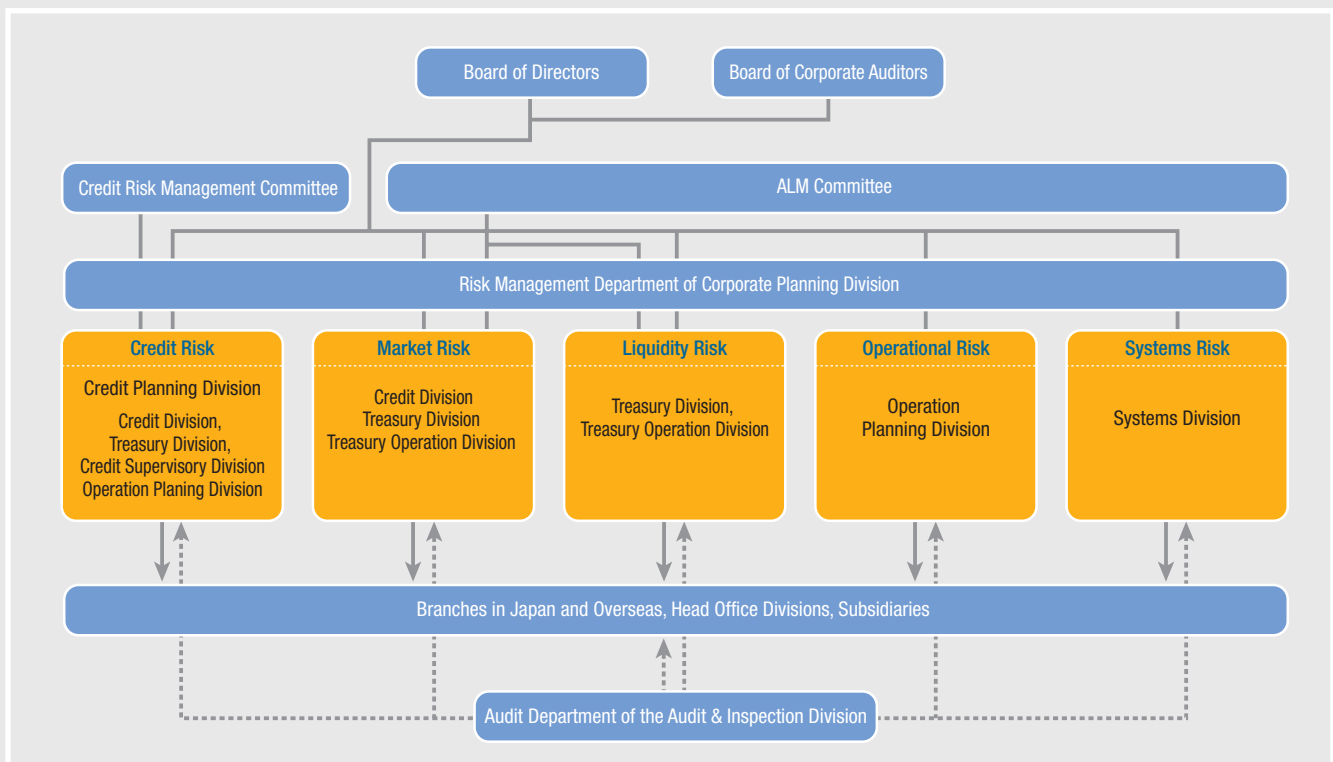 Board of Directors
Board of Corporate Auditors
Credit Risk Management Committee
ALM Committee
Risk Management Department of Corporate Planning Division
Credit Risk
Credit Planning Division
Credit Division,
Treasury Division,
Credit Supervisory Division
Operation Planing Division
Market Risk
Credit Division
Treasury Division
Treasury Operation Division
Liquidity Risk
Treasury Division,
Treasury Operation Division
Operational Risk
Operation
Planning Division
Systems Risk
Systems Division
Branches in Japan and Overseas, Head Office Divisions, Subsidiaries
Audit Department of the Audit & Inspection Division